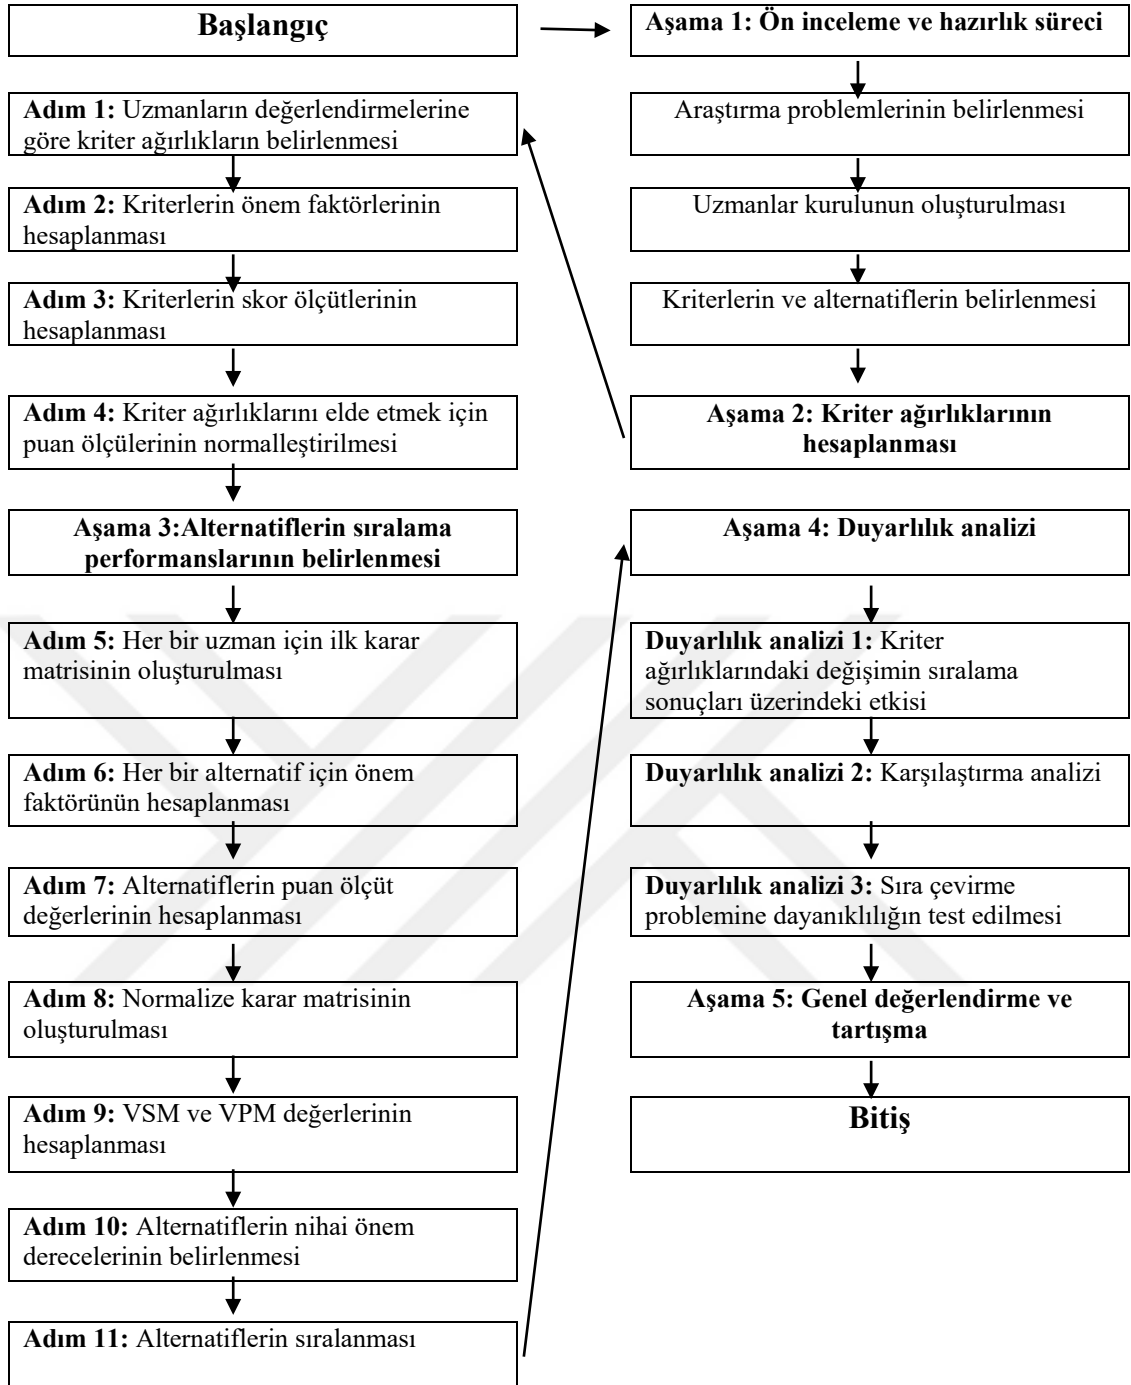 Başlangıç
Aşama 1: Ön inceleme ve hazırlık süreci
Araştırma problemlerinin belirlenmesi
Uzmanlar kurulunun oluşturulması
Kriterlerin ve alternatiflerin belirlenmesi
Aşama 2: Kriter ağırlıklarının
hesaplanması
Adım 1: Uzmanların değerlendirmelerine
göre kriter ağırlıkların belirlenmesi
Adım 2: Kriterlerin önem faktörlerinin
hesaplanması
Adım 3: Kriterlerin skor ölçütlerinin
hesaplanması
Adım 4: Kriter ağırlıklarını elde etmek için
puan ölçülerinin normalleştirilmesi
Aşama 3:Alternatiflerin sıralama
performanslarının belirlenmesi
Adım 5: Her bir uzman için ilk karar
matrisinin oluşturulması
Adım 6: Her bir alternatif için önem
faktörünün hesaplanması
Adım 7: Alternatiflerin puan ölçüt
değerlerinin hesaplanması
Adım 8: Normalize karar matrisinin
oluşturulması
Adım 9: VSM ve VPM değerlerinin
hesaplanması
Adım 10: Alternatiflerin nihai önem
derecelerinin belirlenmesi
Adım 11: Alternatiflerin sıralanması
Aşama 4: Duyarlılık analizi
Duyarlılık analizi 1: Kriter
ağırlıklarındaki değişimin sıralama
sonuçları üzerindeki etkisi
Duyarlılık analizi 2: Karşılaştırma analizi
Duyarlılık analizi 3: Sıra çevirme
problemine dayanıklılığın test edilmesi
Aşama 5: Genel değerlendirme ve
tartışma
Bitiş